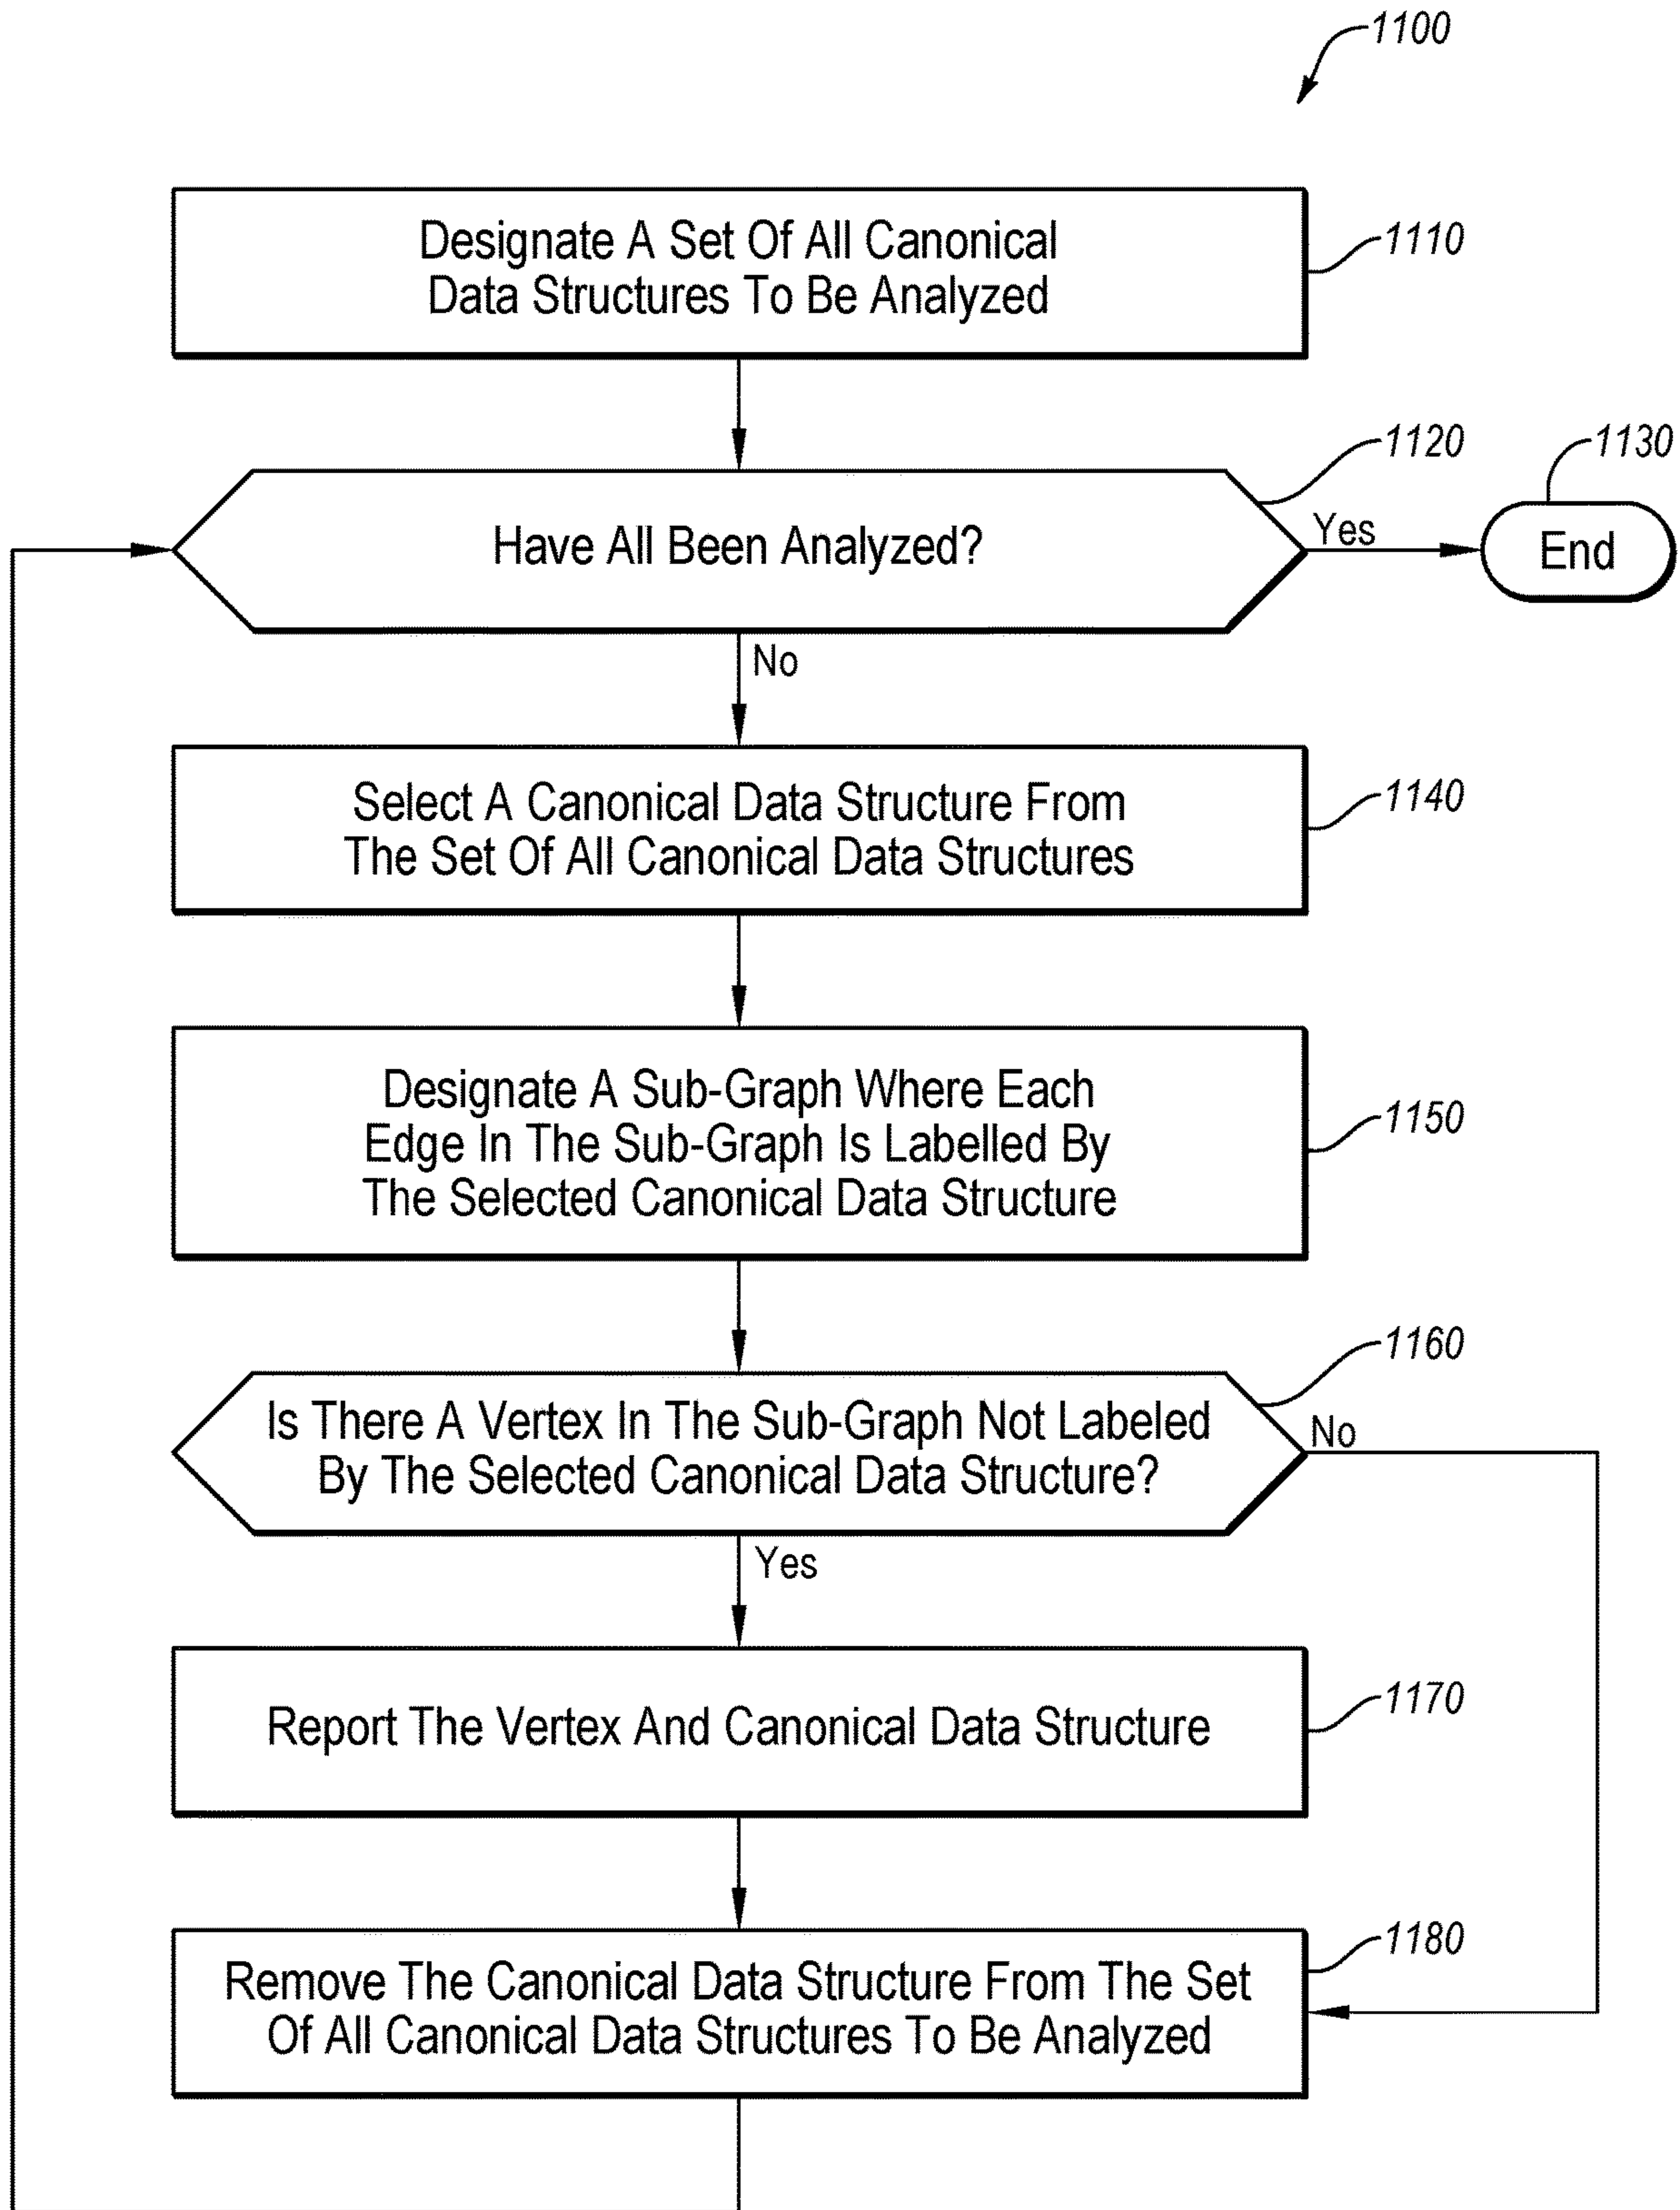 1100
Designate A Set Of All Canonical
Data Structures To Be Analyzed
1110
1120
1130
Have All Been Analyzed?
Yes
End
No
Select A Canonical Data Structure From
The Set Of All Canonical Data Structures
1140
Designate A Sub-Graph Where Each
Edge In The Sub-Graph Is Labelled By
The Selected Canonical Data Structure
1150
1160
Is There A Vertex In The Sub-Graph Not Labeled
By The Selected Canonical Data Structure?
No
Yes
Report The Vertex And Canonical Data Structure
1170
1180
Remove The Canonical Data Structure From The Set
Of All Canonical Data Structures To Be Analyzed